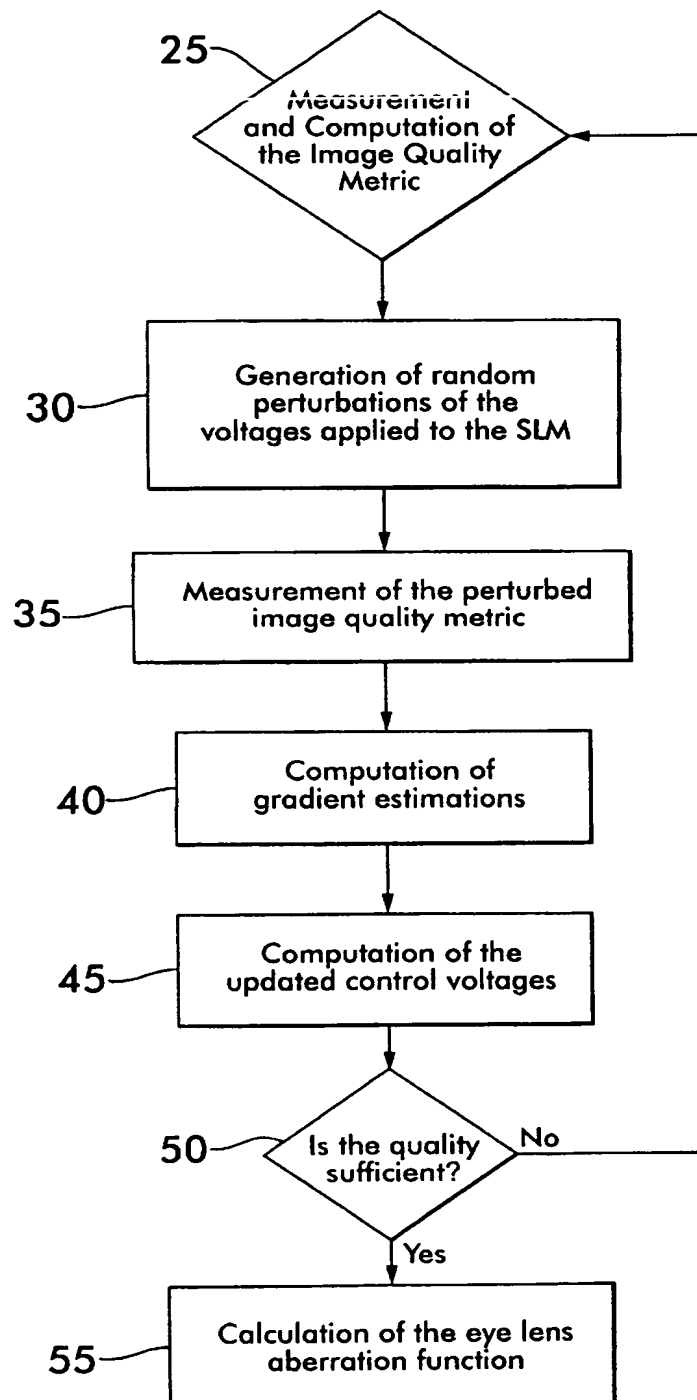 25
Measurement
and Computation of
the Image Quality
Metric
30
Generation of random
perturbations of the
voltages applied to the SLM
35
Measurement of the perturbed
image quality metric
40
Computation of
gradient estimations
45
Computation of the
updated control voltages
50
Is the quality
sufficient?
No
Yes
55
Calculation of the eye lens
aberration function